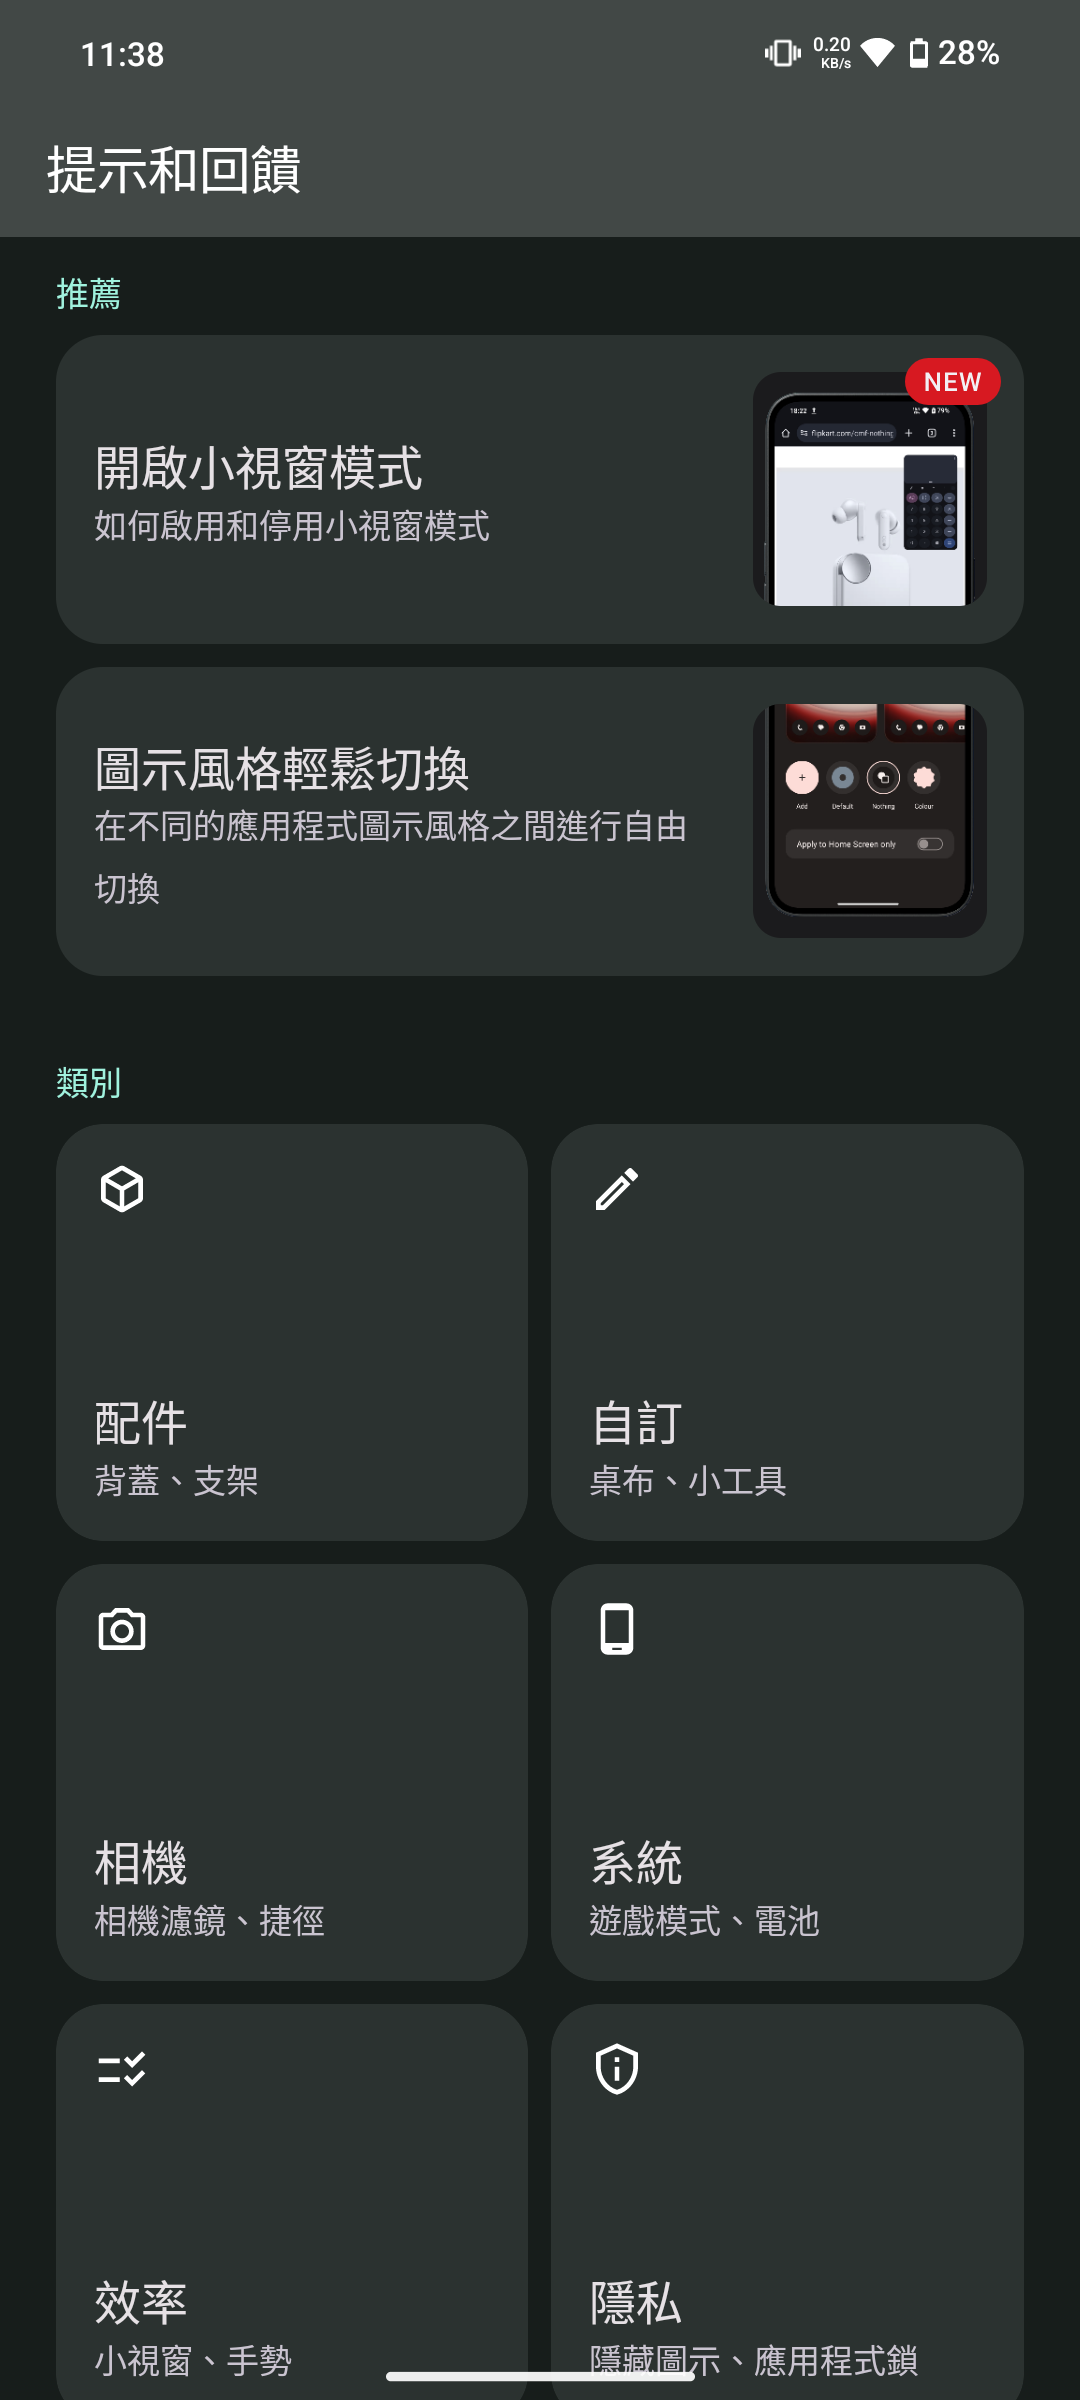 11:38
0.20
KB/s
28%
提示和回饋
推薦
NEW
開啟小視窗模式
如何啟用和停用小視窗模式
18:22
79%
flipkart.com/cmf-nothing
圖示風格輕鬆切換
在不同的應用程式圖示風格之間進行自由
切換
Add
Default
Nothing
Colour
Apply to Home Screen only
類別
配件
背蓋、支架
自訂
桌布、小工具
相機
相機濾鏡、捷徑
系統
遊戲模式、電池
效率
小視窗、手勢
隱私
隱藏圖示、應用程式鎖